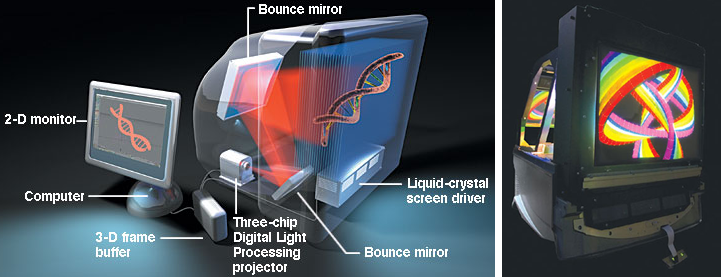 Bounce mirror
2-D monitor
Computer
3-D frame
buffer
Three-chip
Digital Light
Processing
projector
Bounce mirror
Liquid-crystal
screen driver